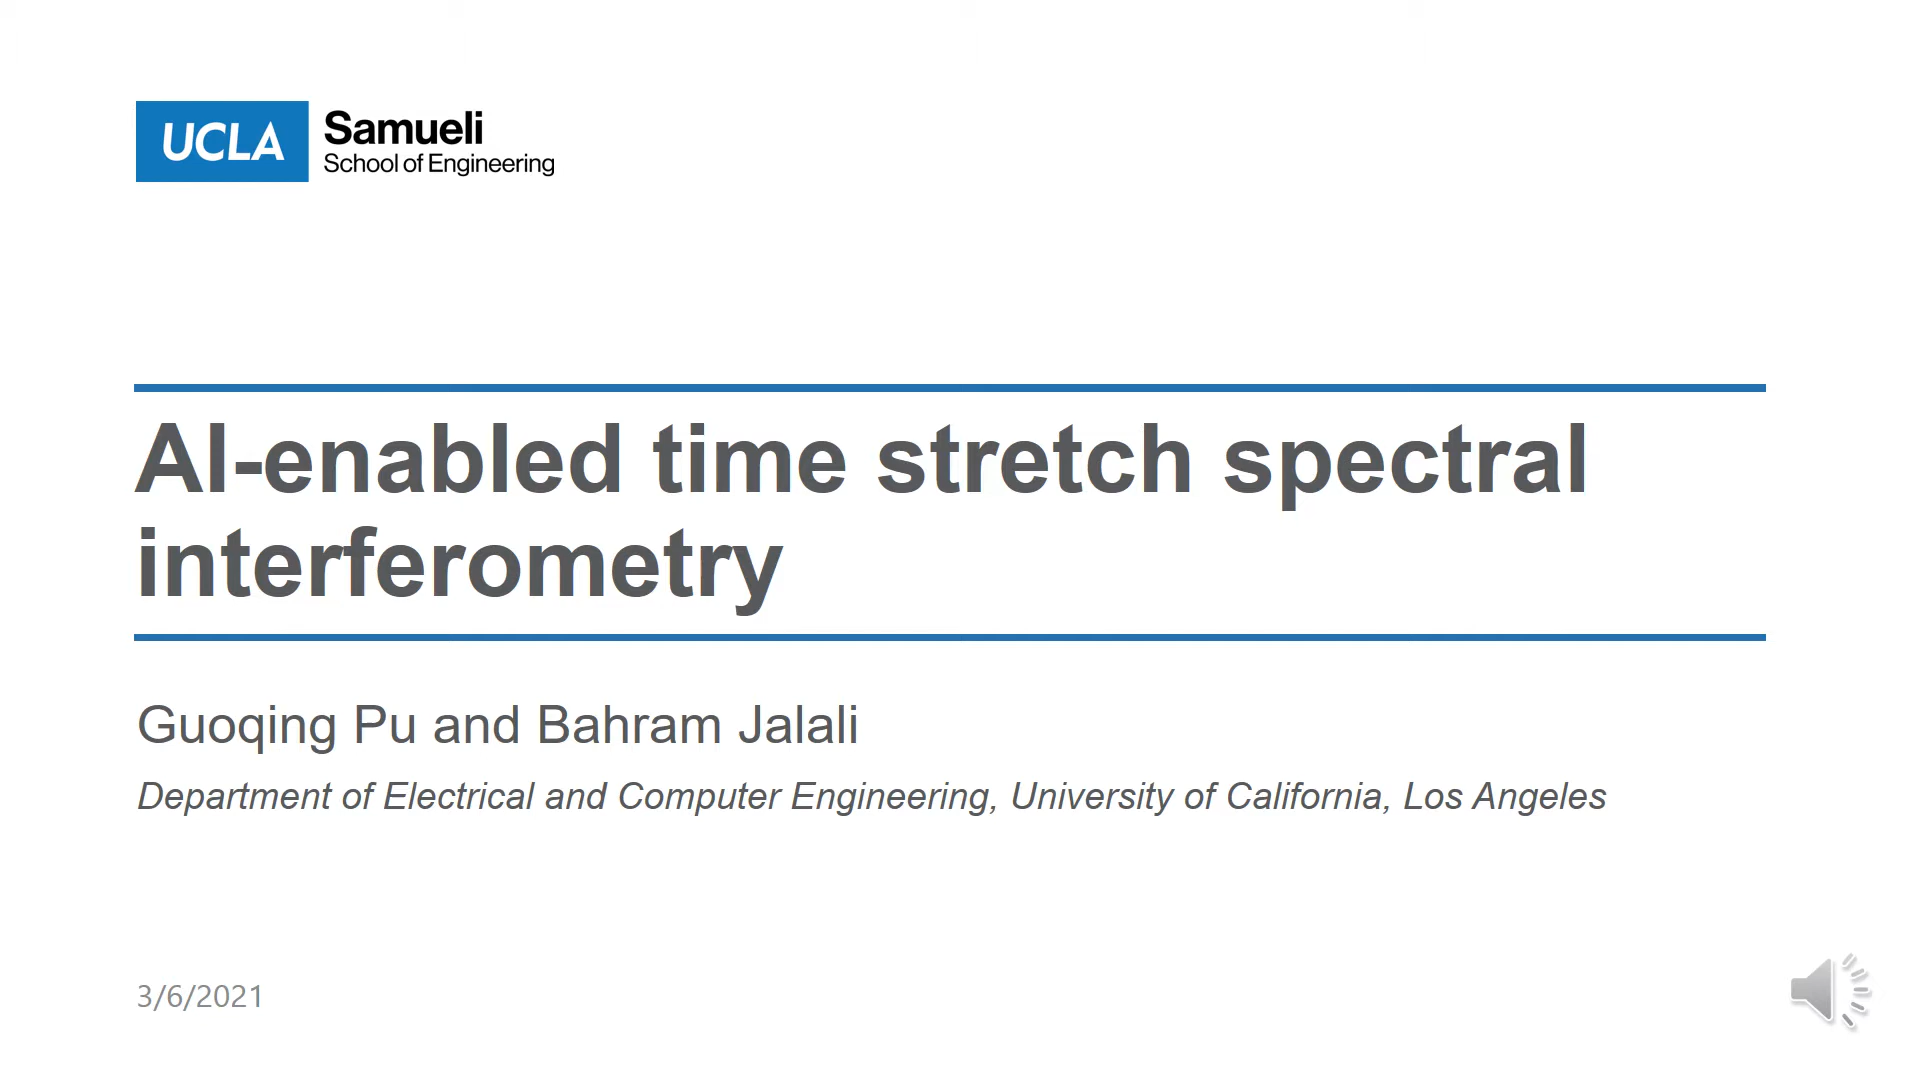 UCLA Samueli
School of Engineering
AI-enabled time stretch spectral
interferometry
Guoqing Pu and Bahram Jalali
Department of Electrical and Computer Engineering, University of California, Los Angeles
3/6/2021